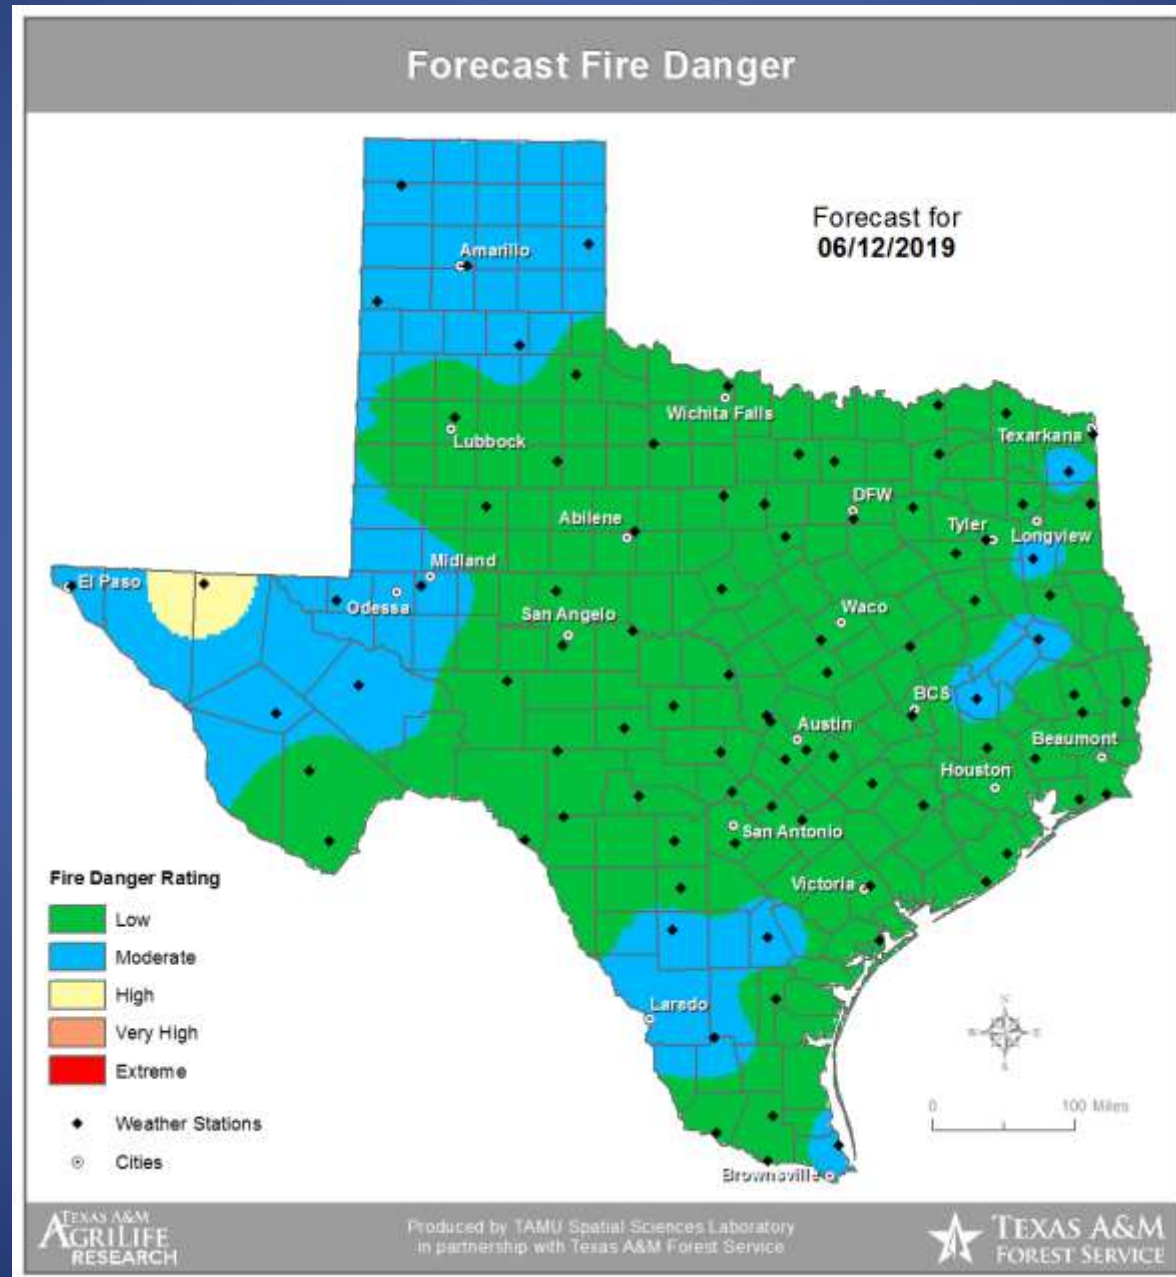 Forecast Fire Danger
Forecast for
06/12/2019
Amarillo
Wichita Falls
Lubbock
Texarkana
DFW
Abilene
Tyler
Longview
Midland
El Paso
Odessa
San Angelo
Waco
BCS
Austin
Beaumont
Houston
San Antonio
Victoria
Laredo
Brownsville
Fire Danger Rating
Low
Moderate
High
Very High
Extreme
Weather Stations
Cities
N
W E
S
0 100 Miles
TEXAS A&M
AGRILIFE
RESEARCH
Produced by TAMU Spatial Sciences Laboratory
in partnership with Texas A&M Forest Service
TEXAS A&M
FOREST SERVICE